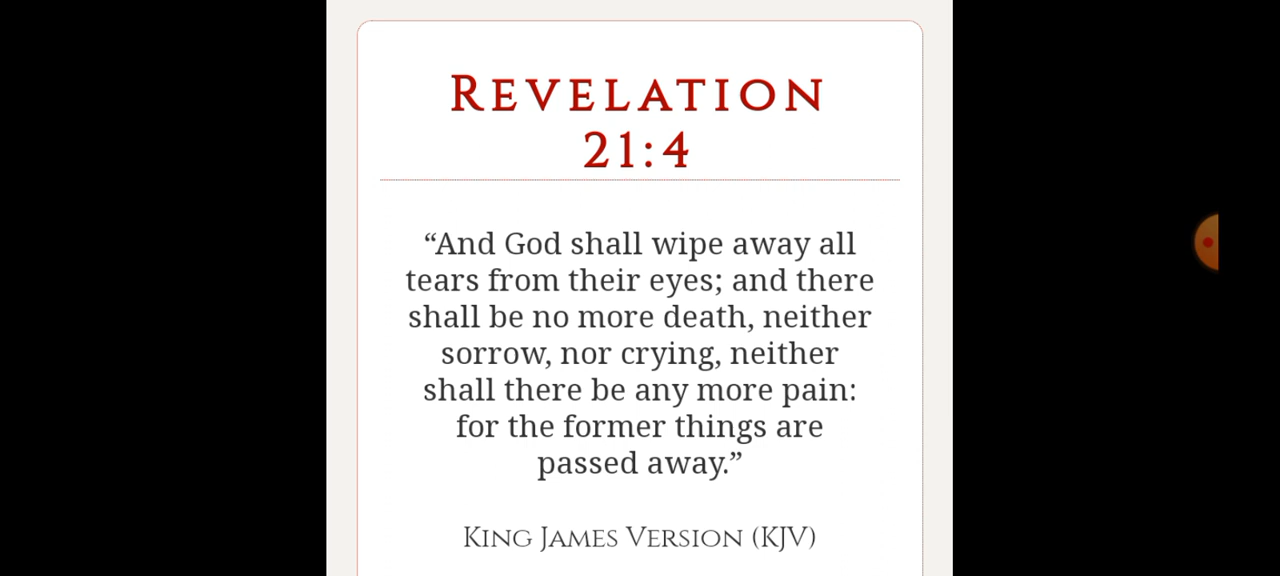 Revelation
21:4
“And God shall wipe away all
tears from their eyes; and there
shall be no more death, neither
sorrow, nor crying, neither
shall there be any more pain:
for the former things are
passed away.”
King James Version (KJV)